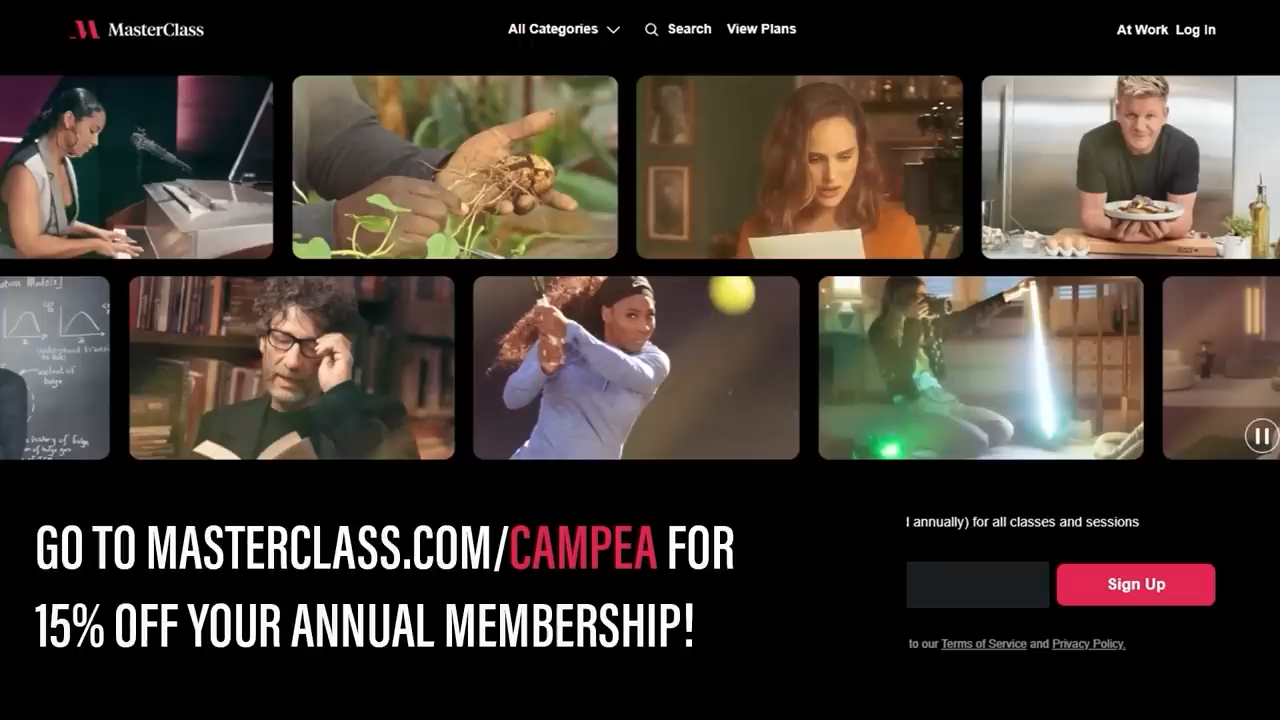 MasterClass
All Categories
Search
View Plans
At Work
Log In
GO TO MASTERCLASS.COM/CAMPEA FOR
15% OFF YOUR ANNUAL MEMBERSHIP!
l annually) for all classes and sessions
Sign Up
to our Terms of Service and Privacy Policy.